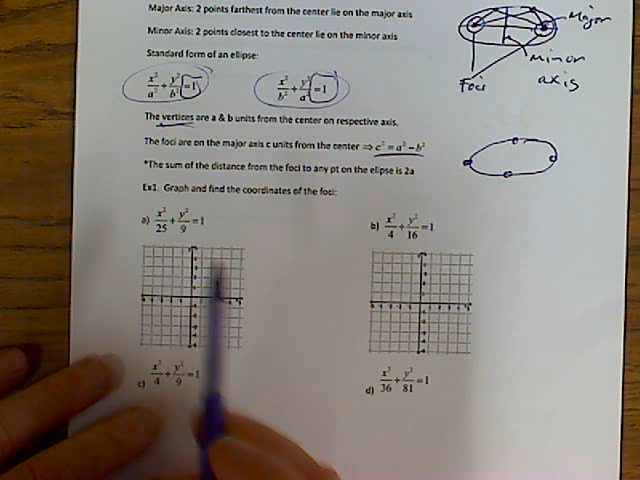 Major Axis: 2 points farthest from the center lie on the major axis
Minor Axis: 2 points closest to the center lie on the minor axis
Major
Minor
axis
Foci
Standard form of an ellipse:
x²/a² + y²/b² = 1
x²/b² + y²/a² = 1
The vertices are a & b units from the center on respective axis.
The foci are on the major axis c units from the center ⇒ c² = a² − b²
*The sum of the distance from the foci to any pt on the elipse is 2a
Ex1. Graph and find the coordinates of the foci:
a) x²/25 + y²/9 = 1
b) x²/4 + y²/16 = 1
c) x²/4 + y²/9 = 1
d) x²/36 + y²/81 = 1